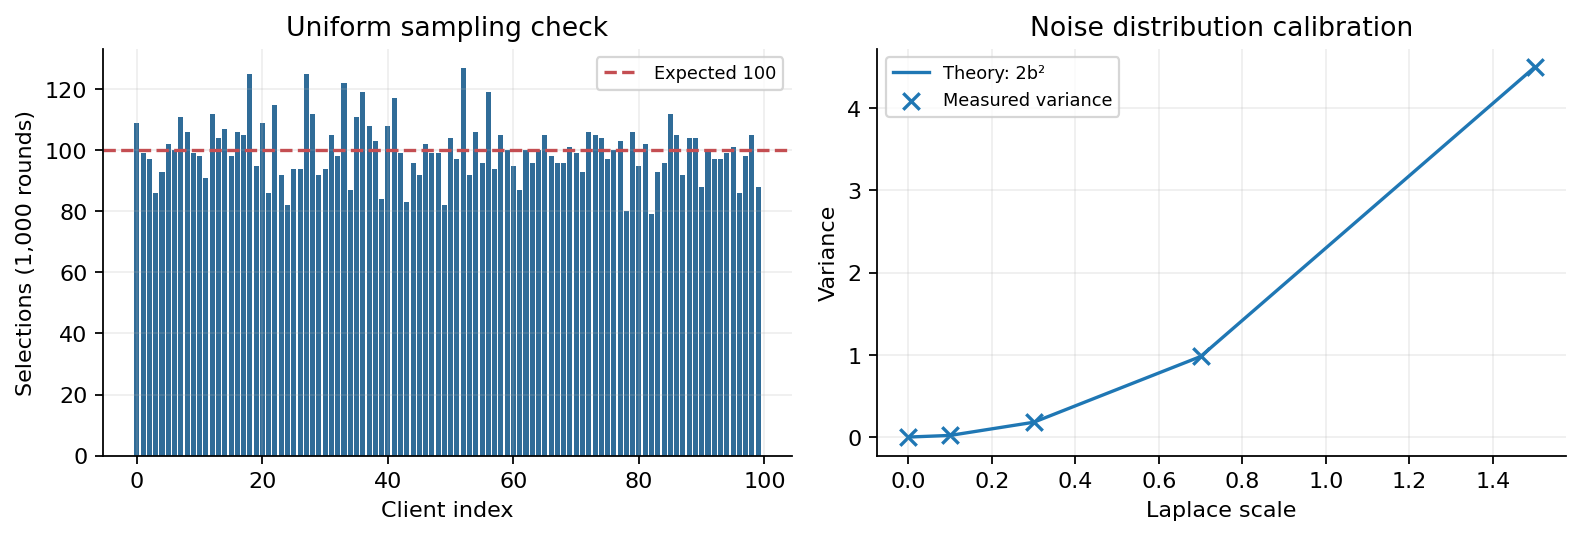 Uniform sampling check
Expected 100
Selections (1,000 rounds)
120
100
80
60
40
20
0
0 20 40 60 80 100
Client index
Noise distribution calibration
Theory: 2b²
Measured variance
Variance
4
3
2
1
0
0.0 0.2 0.4 0.6 0.8 1.0 1.2 1.4
Laplace scale